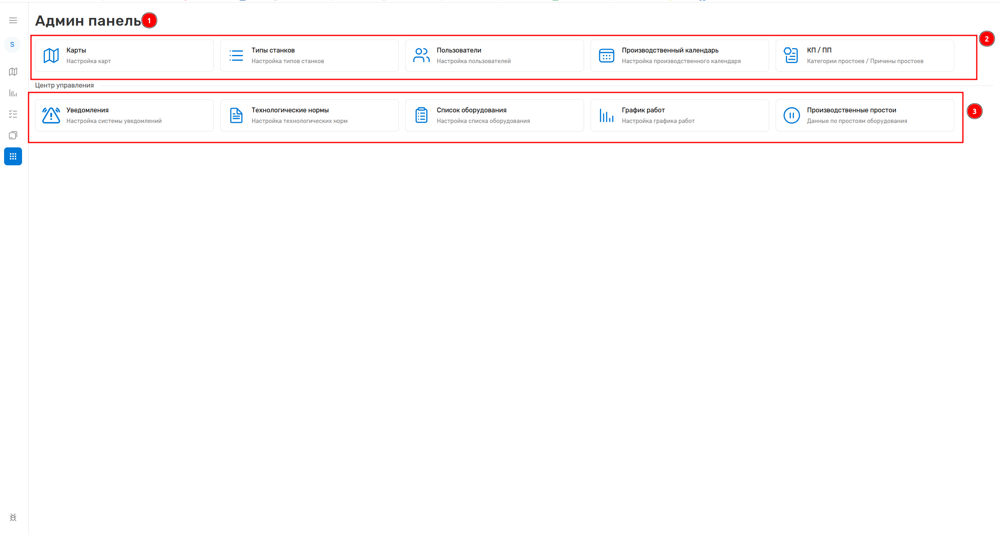 Админ панель 1
2
S
Карты
Настройка карт
Типы станков
Настройка типов станков
Пользователи
Настройка пользователей
Производственный календарь
Настройка производственного календаря
КП / ПП
Категории простоев / Причины простоев
Центр управления
3
Уведомления
Настройка системы уведомлений
Технологические нормы
Настройка технологических норм
Список оборудования
Настройка списка оборудования
График работ
Настройка графика работ
Производственные простои
Данные по простоям оборудования